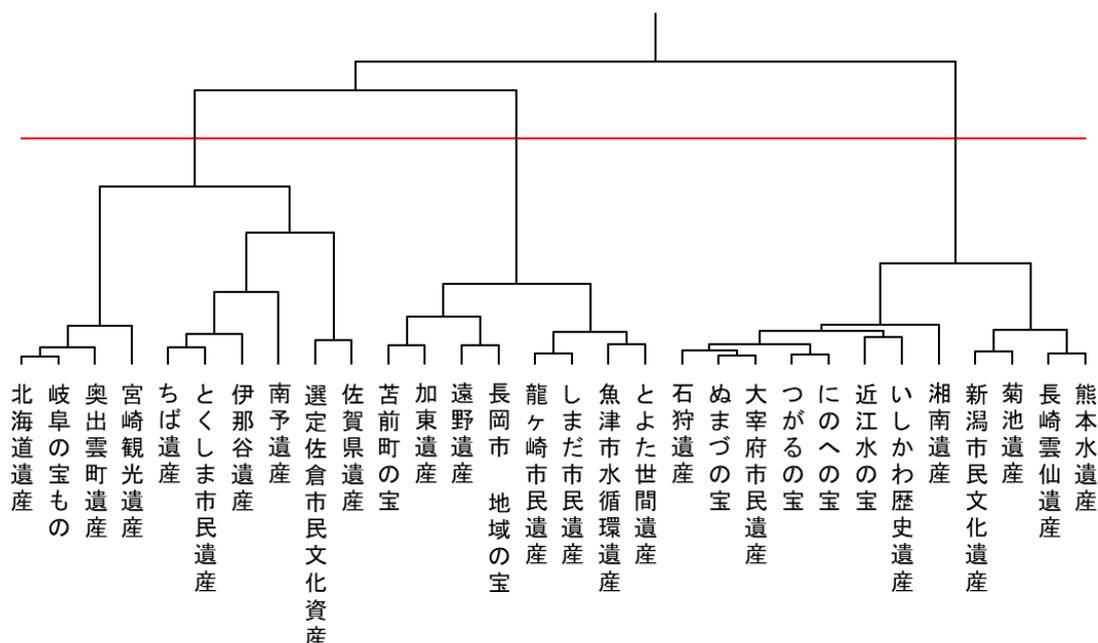 北海道遺産
岐阜の宝もの
奥出雲町遺産
宮崎観光遺産
ちば遺産
とくしま市民遺産
伊那谷遺産
南予遺産
選定佐倉市民文化資産
佐賀県遺産
苫前町の宝
加東遺産
遠野遺産
長岡市 地域の宝
龍ヶ崎市民遺産
しまだ市民遺産
魚津市水循環遺産
とよた世間遺産
石狩遺産
ぬまづの宝
大宰府市民遺産
つがるの宝
にのへの宝
近江水の宝
いしかわ歴史遺産
湘南遺産
新潟市民文化遺産
菊池遺産
長崎雲仙遺産
熊本水遺産